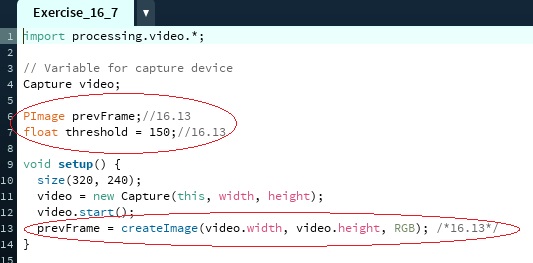 Exercise_16_7 ▼
1 import processing.video.*;
2
3 // Variable for capture device
4 Capture video;
5
6 PImage prevFrame;//16.13
7 float threshold = 150;//16.13
8
9 void setup() {
10 size(320, 240);
11 video = new Capture(this, width, height);
12 video.start();
13 prevFrame = createImage(video.width, video.height, RGB); /*16.13*/
14 }
15